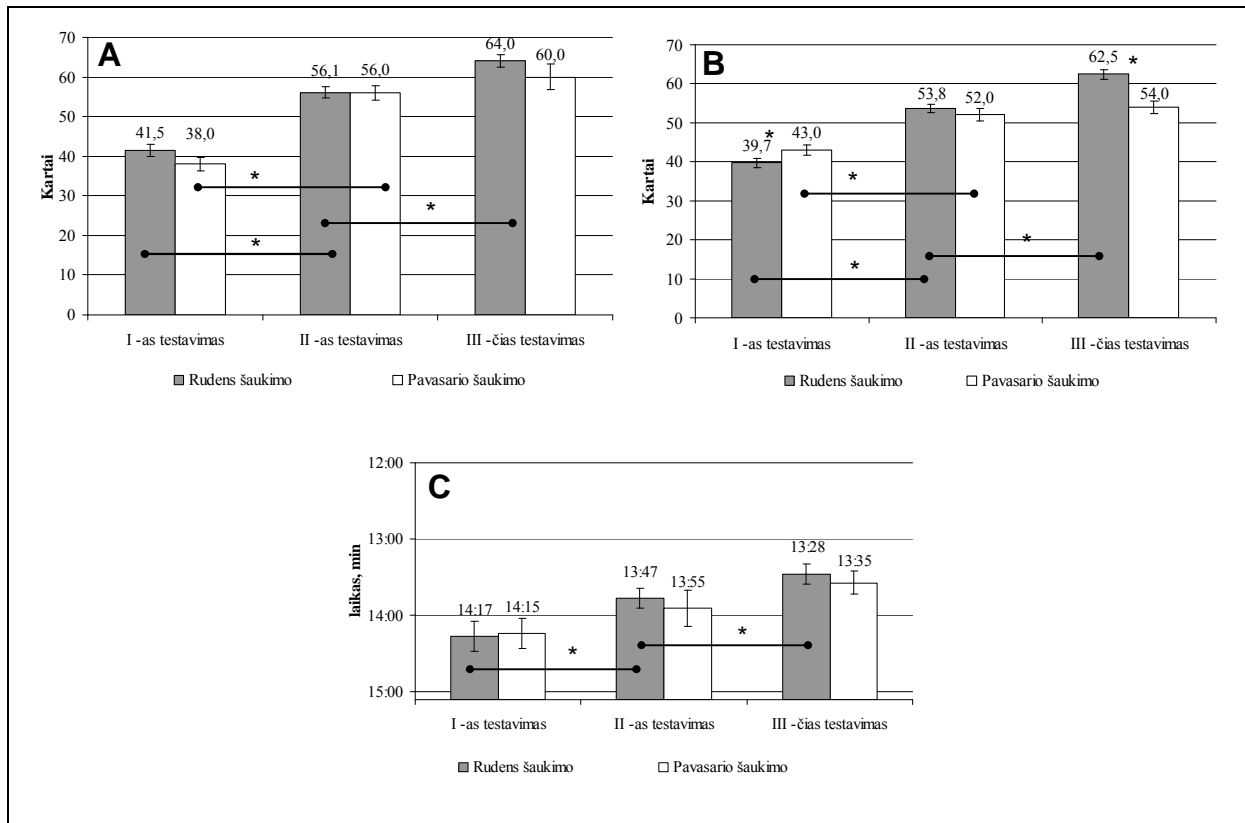 A
70
60
50
40
30
20
10
0
Kartai
41,5
38,0
56,1
56,0
64,0
60,0
*
*
*
I -as testavimas
II -as testavimas
III -čias testavimas
Rudens šaukimo
Pavasario šaukimo
B
70
60
50
40
30
20
10
0
Kartai
39,7
*
43,0
53,8
52,0
62,5
*
54,0
*
*
*
I -as testavimas
II -as testavimas
III -čias testavimas
Rudens šaukimo
Pavasario šaukimo
C
12:00
13:00
14:00
15:00
laikas, min
14:17
14:15
13:47
13:55
13:28
13:35
*
*
I -as testavimas
II -as testavimas
III -čias testavimas
Rudens šaukimo
Pavasario šaukimo